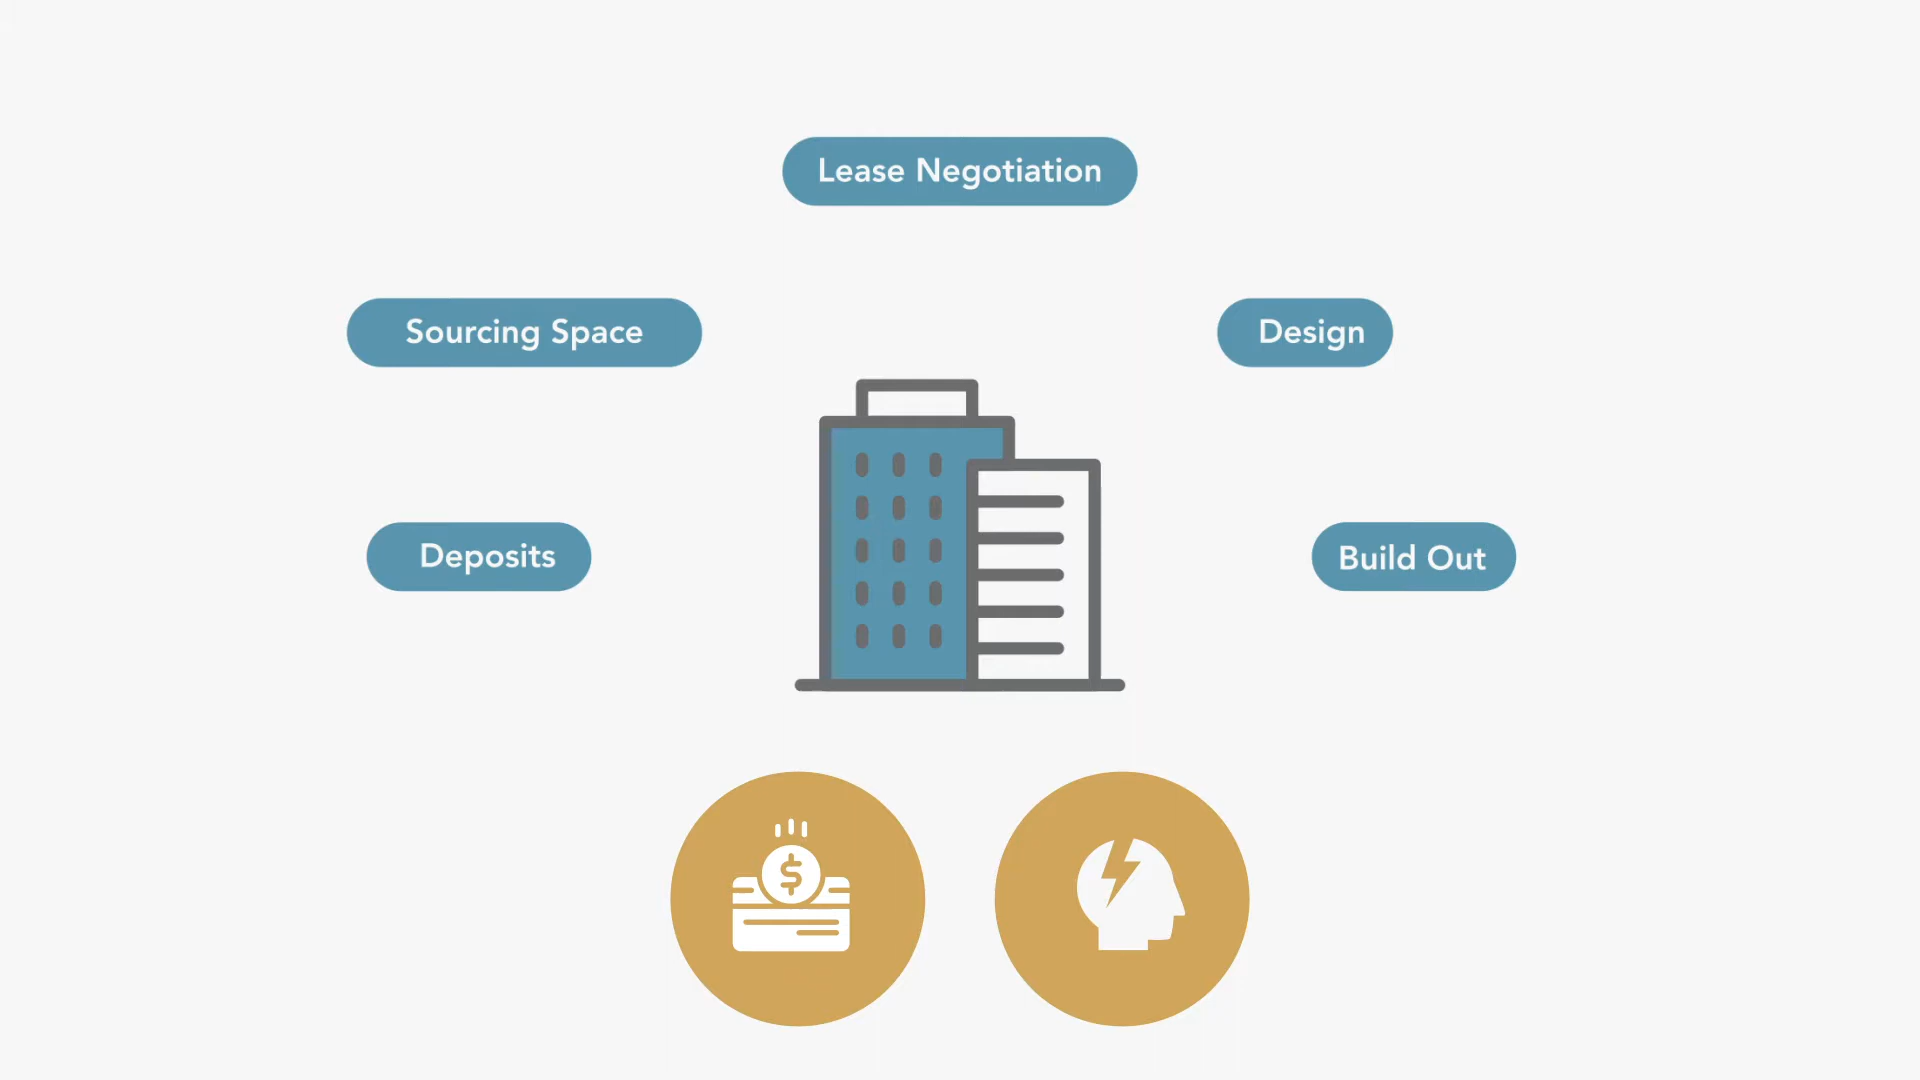 Lease Negotiation
Sourcing Space
Design
Deposits
Build Out
$